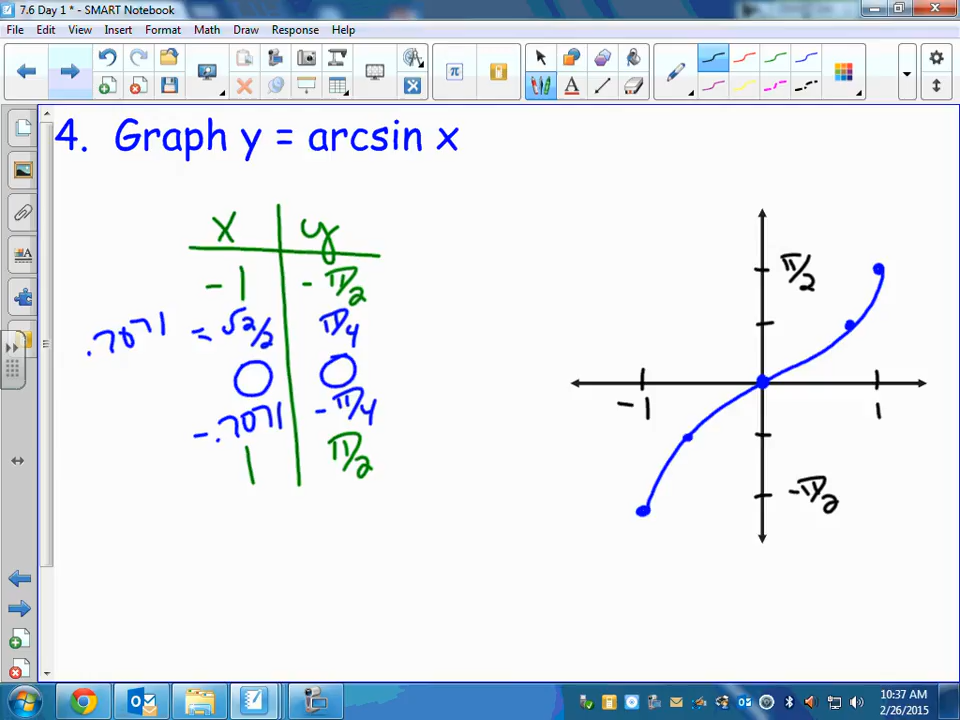 7.6 Day 1 * - SMART Notebook
File Edit View Insert Format Math Draw Response Help
π
A
4. Graph y = arcsin x
x y
-1 -π/2
.7071 = √2/2 π/4
0 0
-.7071 -π/4
1 π/2
π/2
-1 1
-π/2
10:37 AM
2/26/2015